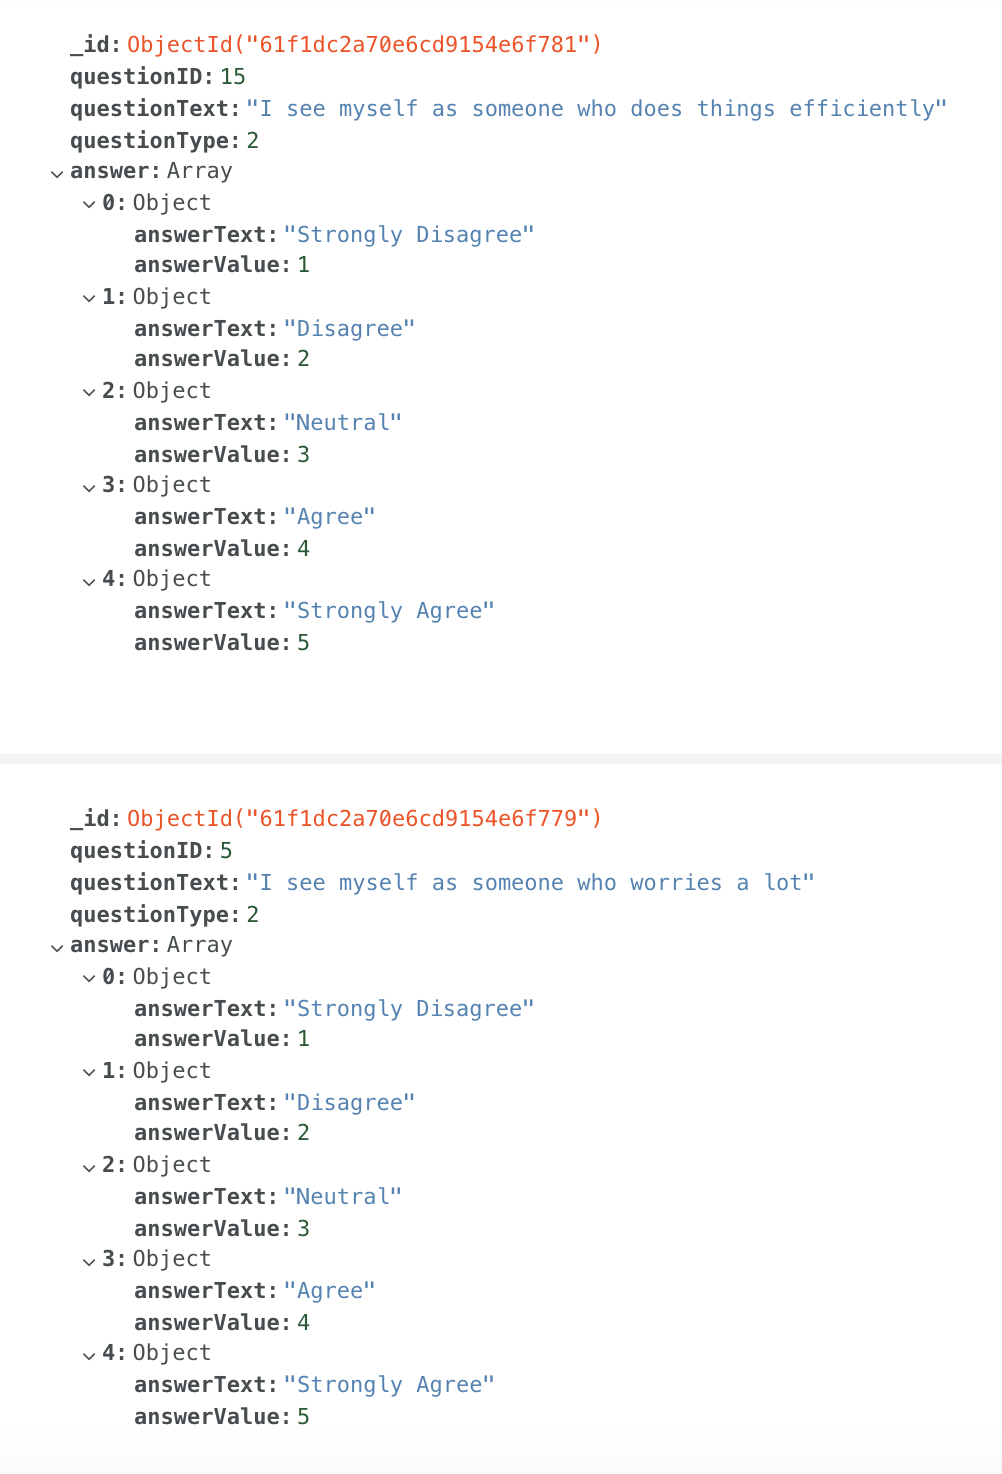 _id: ObjectId("61f1dc2a70e6cd9154e6f781")
questionID: 15
questionText: "I see myself as someone who does things efficiently"
questionType: 2
answer: Array
0: Object
answerText: "Strongly Disagree"
answerValue: 1
1: Object
answerText: "Disagree"
answerValue: 2
2: Object
answerText: "Neutral"
answerValue: 3
3: Object
answerText: "Agree"
answerValue: 4
4: Object
answerText: "Strongly Agree"
answerValue: 5
_id: ObjectId("61f1dc2a70e6cd9154e6f779")
questionID: 5
questionText: "I see myself as someone who worries a lot"
questionType: 2
answer: Array
0: Object
answerText: "Strongly Disagree"
answerValue: 1
1: Object
answerText: "Disagree"
answerValue: 2
2: Object
answerText: "Neutral"
answerValue: 3
3: Object
answerText: "Agree"
answerValue: 4
4: Object
answerText: "Strongly Agree"
answerValue: 5